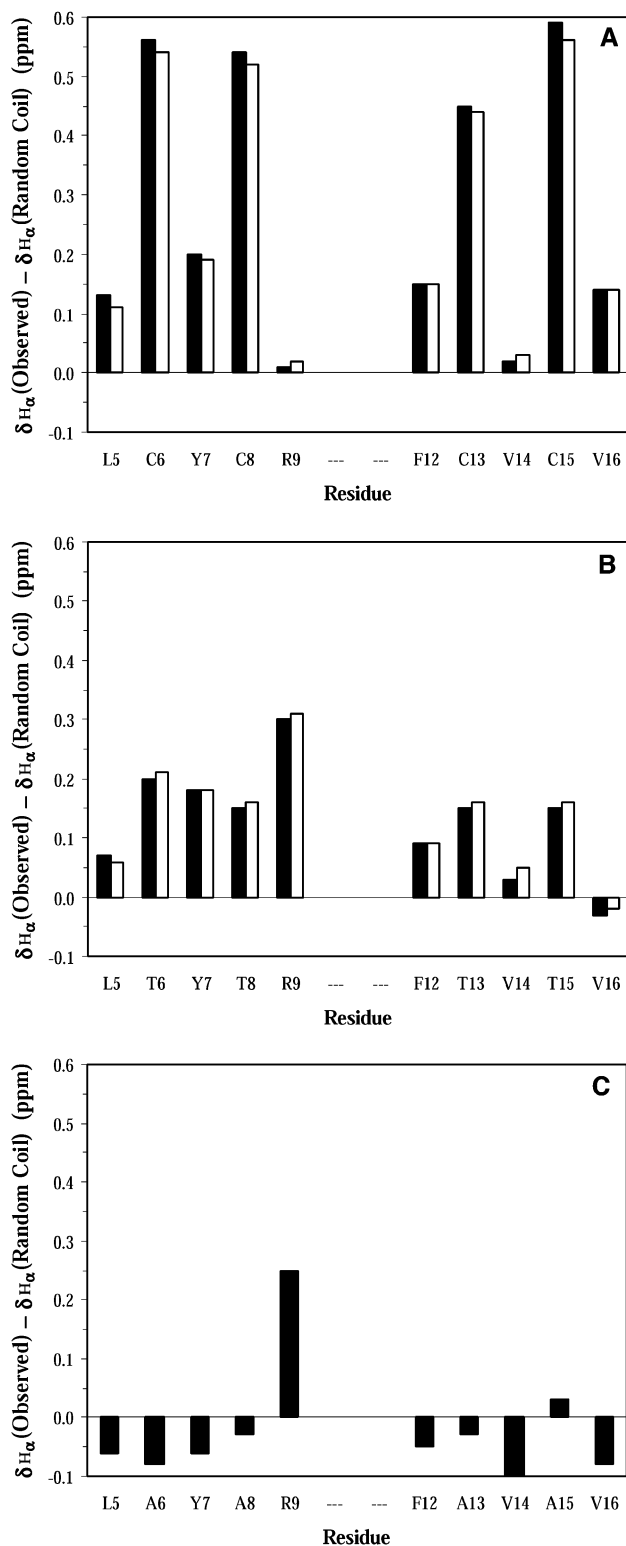 A
δHα(Observed) – δHα(Random Coil) (ppm)
0.6
0.5
0.4
0.3
0.2
0.1
0.0
-0.1
L5 C6 Y7 C8 R9 --- --- F12 C13 V14 C15 V16
Residue
B
δHα(Observed) – δHα(Random Coil) (ppm)
0.6
0.5
0.4
0.3
0.2
0.1
0.0
-0.1
L5 T6 Y7 T8 R9 --- --- F12 T13 V14 T15 V16
Residue
C
δHα(Observed) – δHα(Random Coil) (ppm)
0.6
0.5
0.4
0.3
0.2
0.1
0.0
-0.1
L5 A6 Y7 A8 R9 --- --- F12 A13 V14 A15 V16
Residue